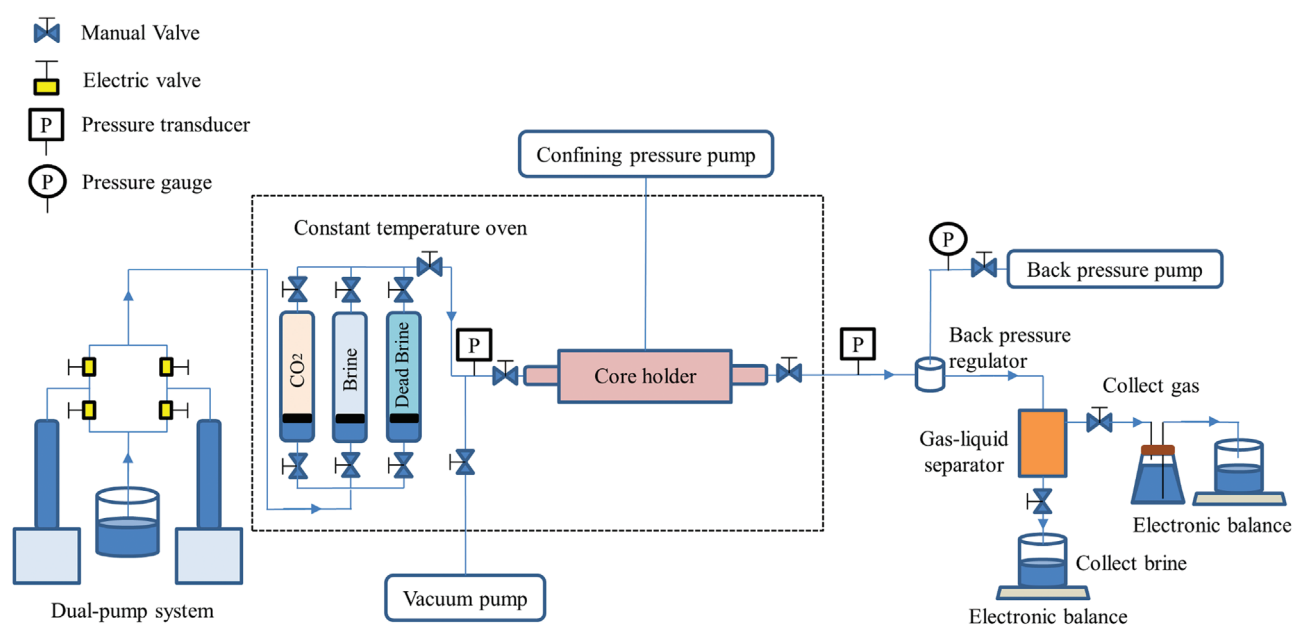 Manual Valve
Electric valve
P
Pressure transducer
P
Pressure gauge
Confining pressure pump
Constant temperature oven
CO2
Brine
Dead Brine
P
Core holder
P
P
Back pressure pump
Back pressure
regulator
Collect gas
Gas-liquid
separator
Electronic balance
Collect brine
Electronic balance
Vacuum pump
Dual-pump system